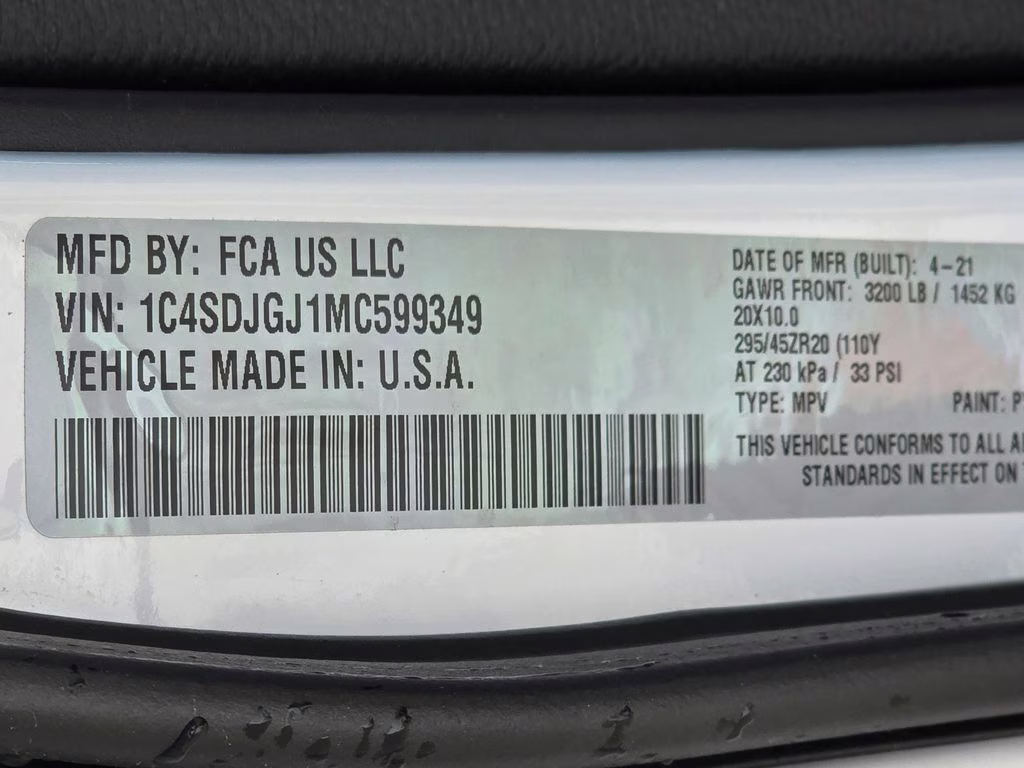 MFD BY: FCA US LLC
VIN: 1C4SDJGJ1MC599349
VEHICLE MADE IN: U.S.A.
DATE OF MFR (BUILT): 4-21
GAWR FRONT: 3200 LB / 1452 KG
20X10.0
295/45ZR20 (110Y
AT 230 kPa / 33 PSI
TYPE: MPV PAINT: P
THIS VEHICLE CONFORMS TO ALL A
STANDARDS IN EFFECT ON